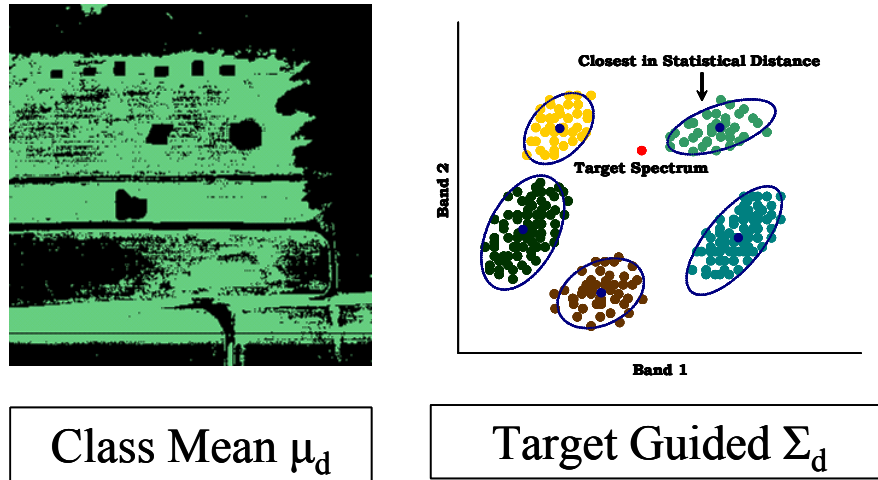 Closest in Statistical Distance
Target Spectrum
Band 2
Band 1
Class Mean μd
Target Guided Σd